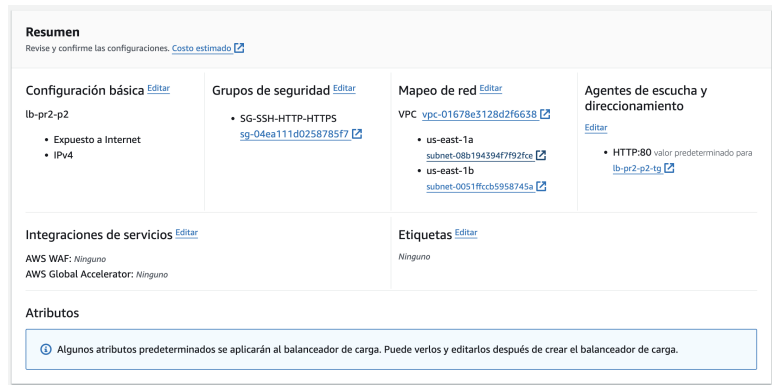 Resumen
Revise y confirme las configuraciones. Costo estimado
Configuración básica Editar
lb-pr2-p2
• Expuesto a Internet
• IPv4
Grupos de seguridad Editar
• SG-SSH-HTTP-HTTPS
sg-04ea111d0258785f7
Mapeo de red Editar
VPC vpc-01678e3128d2f6638
• us-east-1a
subnet-08b194394f7f92fce
• us-east-1b
subnet-0051ffccb5958745a
Agentes de escucha y
direccionamiento
Editar
• HTTP:80 valor predeterminado para
lb-pr2-p2-tg
Integraciones de servicios Editar
AWS WAF: Ninguno
AWS Global Accelerator: Ninguno
Etiquetas Editar
Ninguno
Atributos
Algunos atributos predeterminados se aplicarán al balanceador de carga. Puede verlos y editarlos después de crear el balanceador de carga.